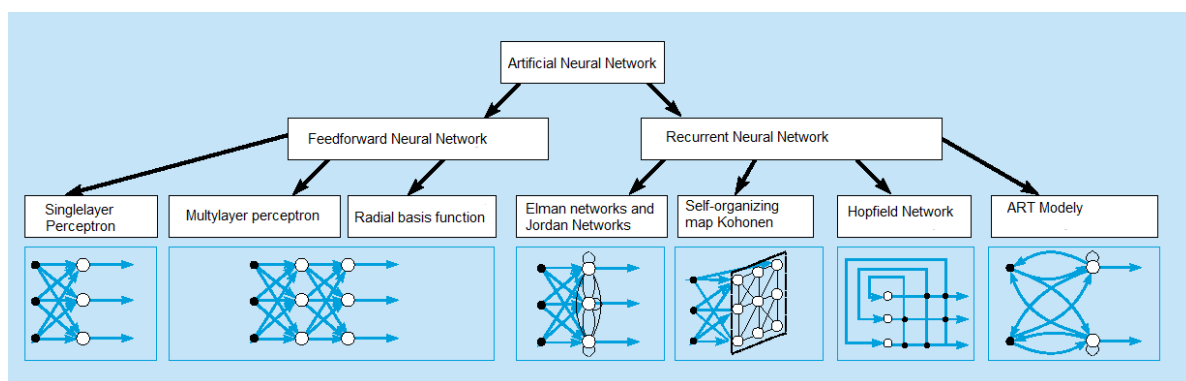 Artificial Neural Network
Feedforward Neural Network
Recurrent Neural Network
Singlelayer
Perceptron
Multylayer perceptron
Radial basis function
Elman networks and
Jordan Networks
Self-organizing
map Kohonen
Hopfield Network
ART Modely